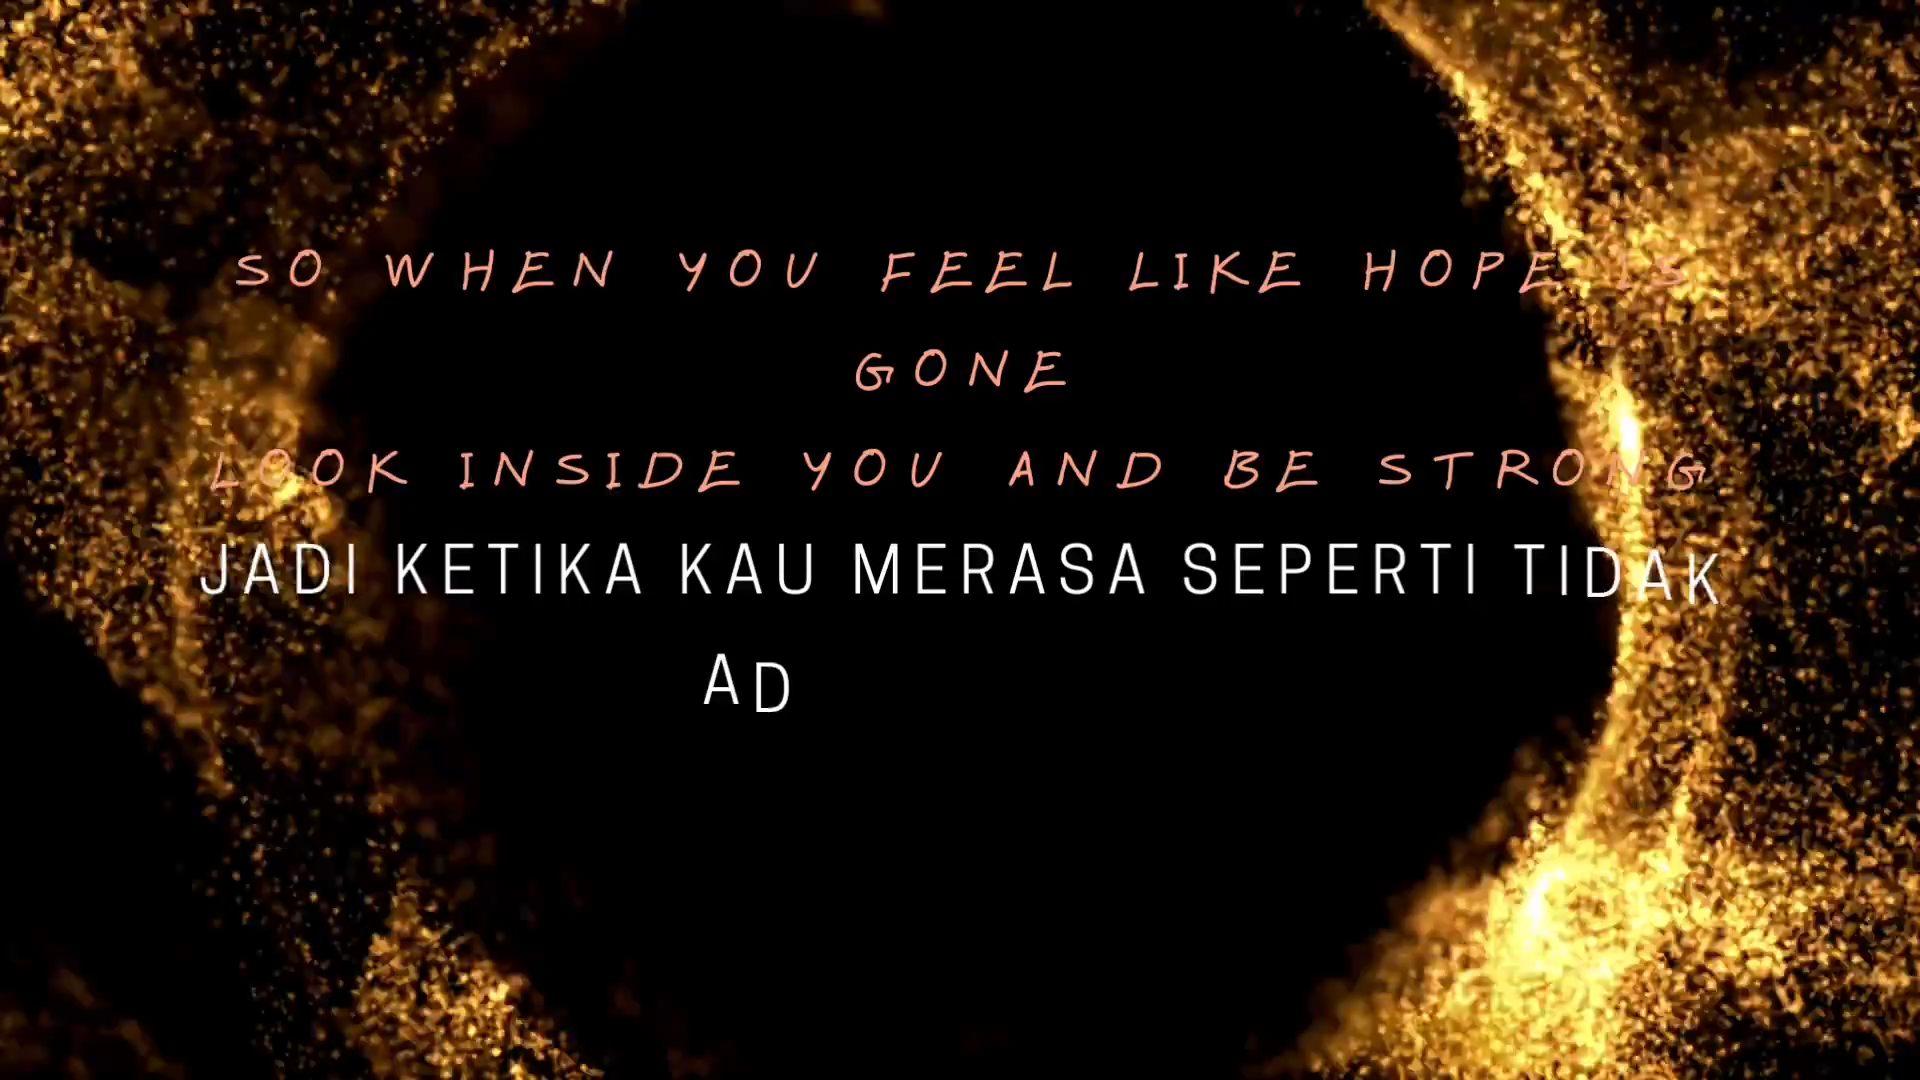 SO WHEN YOU FEEL LIKE HOPE IS
GONE
LOOK INSIDE YOU AND BE STRONG
JADI KETIKA KAU MERASA SEPERTI TIDAK
AD